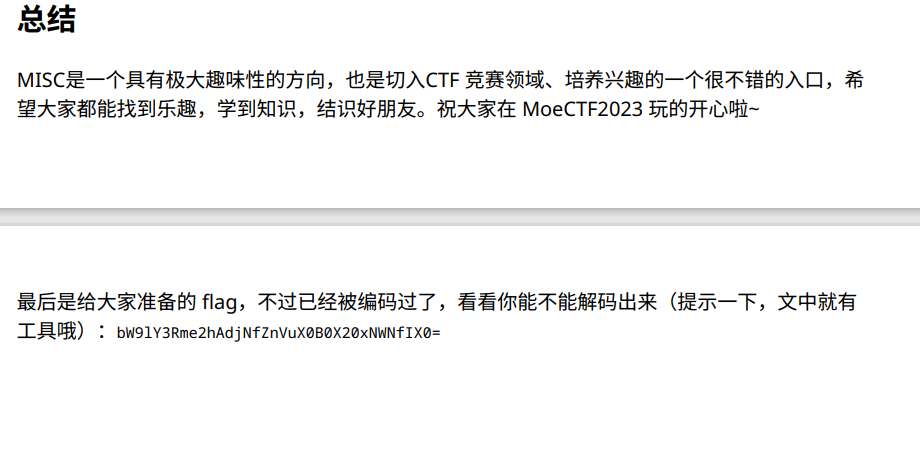 总结
MISC是一个具有极大趣味性的方向，也是切入CTF 竞赛领域、培养兴趣的一个很不错的入口，希
望大家都能找到乐趣，学到知识，结识好朋友。祝大家在 MoeCTF2023 玩的开心啦~
最后是给大家准备的 flag，不过已经被编码过了，看看你能不能解码出来（提示一下，文中就有
工具哦）：bW9lY3Rme2hAdjNfZnVuX0B0X20xNWNfIX0=